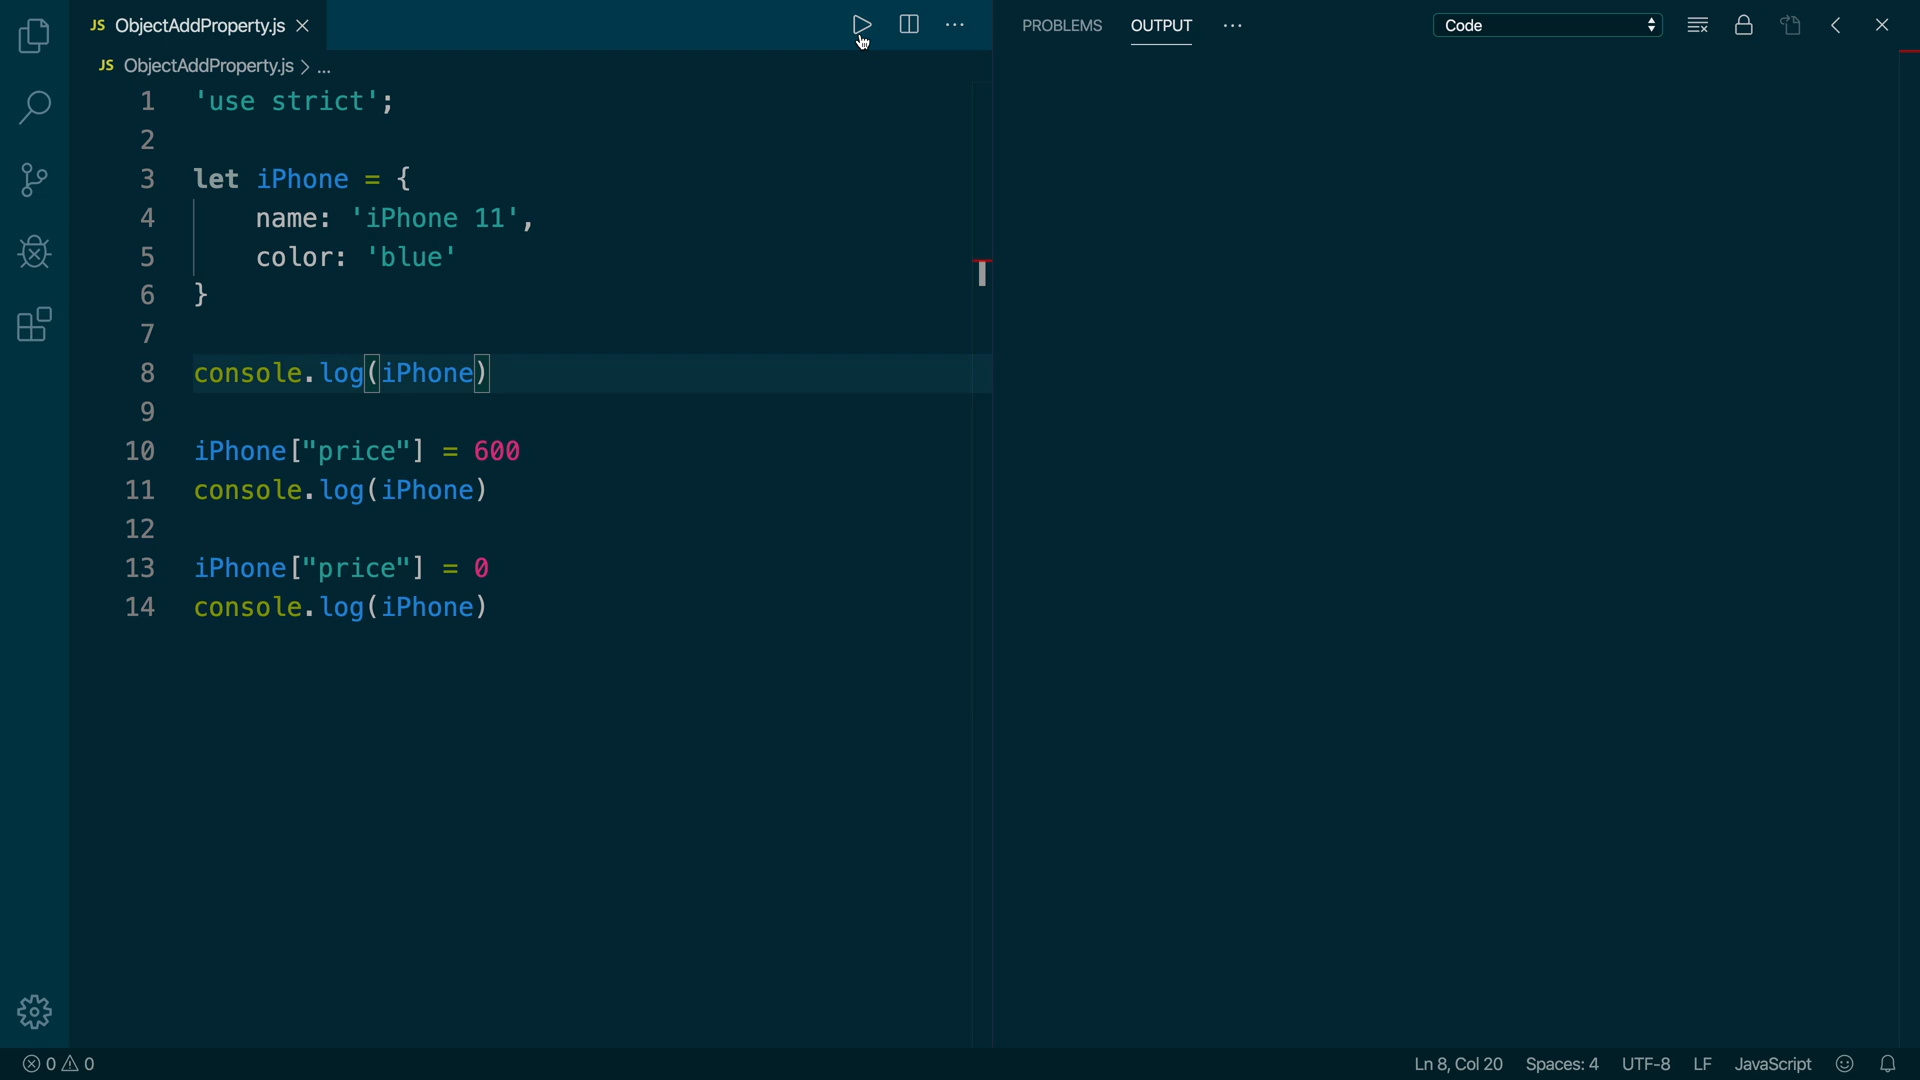 JS ObjectAddProperty.js
JS ObjectAddProperty.js > ...
1 'use strict';
2
3 let iPhone = {
4 name: 'iPhone 11',
5 color: 'blue'
6 }
7
8 console.log(iPhone)
9
10 iPhone["price"] = 600
11 console.log(iPhone)
12
13 iPhone["price"] = 0
14 console.log(iPhone)
PROBLEMS OUTPUT ... Code
0 0 Ln 8, Col 20 Spaces: 4 UTF-8 LF JavaScript